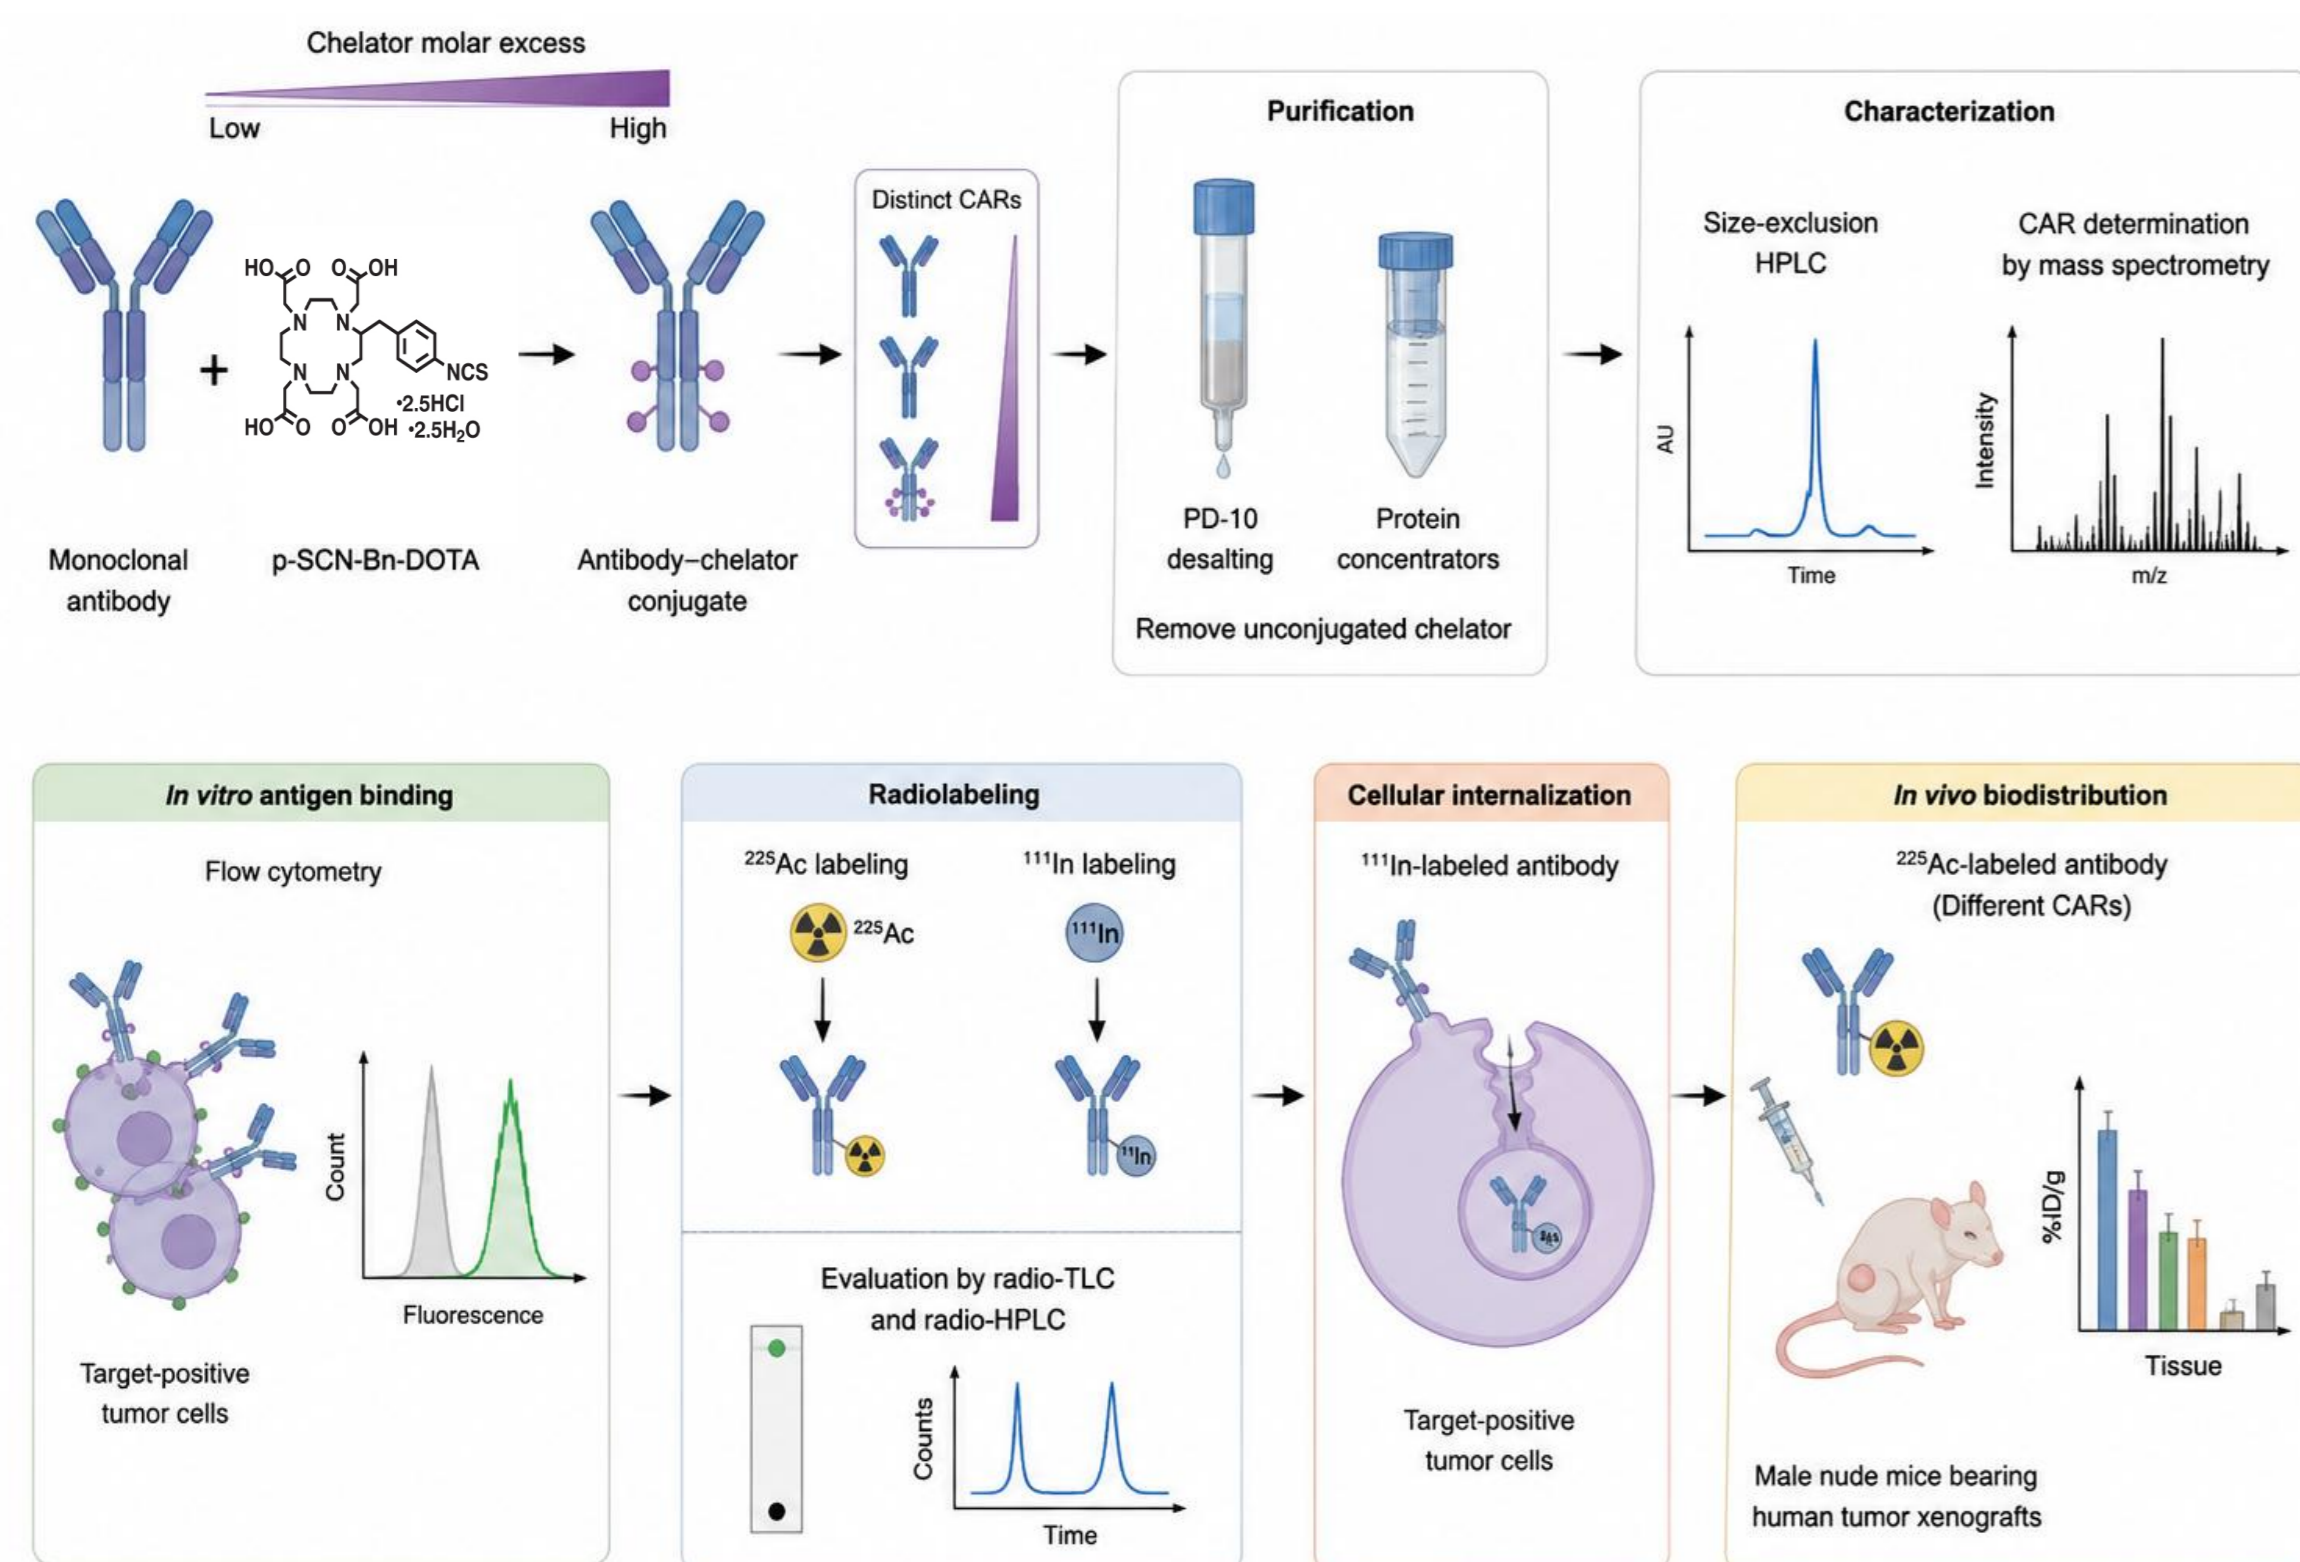 Chelator molar excess
Low
High
HO
O
O
OH
N
N
N
N
NCS
•2.5HCl
HO
O
O
OH
•2.5H₂O
+
Monoclonal
antibody
p-SCN-Bn-DOTA
Antibody–chelator
conjugate
Distinct CARs
Purification
PD-10
desalting
Protein
concentrators
Remove unconjugated chelator
Characterization
Size-exclusion
HPLC
AU
Time
CAR determination
by mass spectrometry
Intensity
m/z
In vitro antigen binding
Flow cytometry
Count
Fluorescence
Target-positive
tumor cells
Radiolabeling
²²⁵Ac labeling
²²⁵Ac
¹¹¹In labeling
¹¹¹In
¹¹In
Evaluation by radio-TLC
and radio-HPLC
Counts
Time
Cellular internalization
¹¹¹In-labeled antibody
Target-positive
tumor cells
In vivo biodistribution
²²⁵Ac-labeled antibody
(Different CARs)
%ID/g
Tissue
Male nude mice bearing
human tumor xenografts